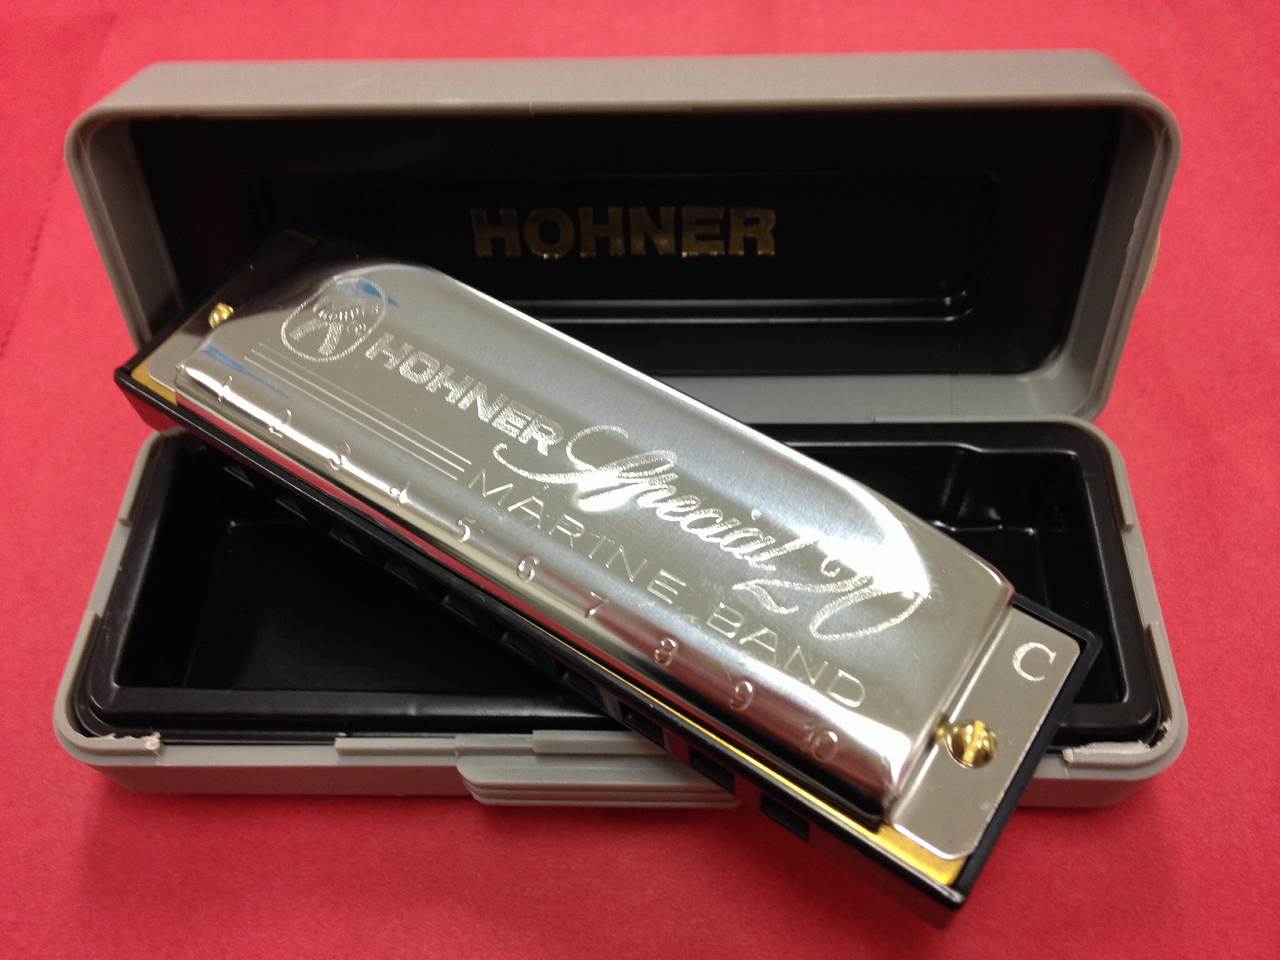 HOHNER
HOHNER
Special 20
MARINE BAND
1 2 3 4 5 6 7 8 9 10
C